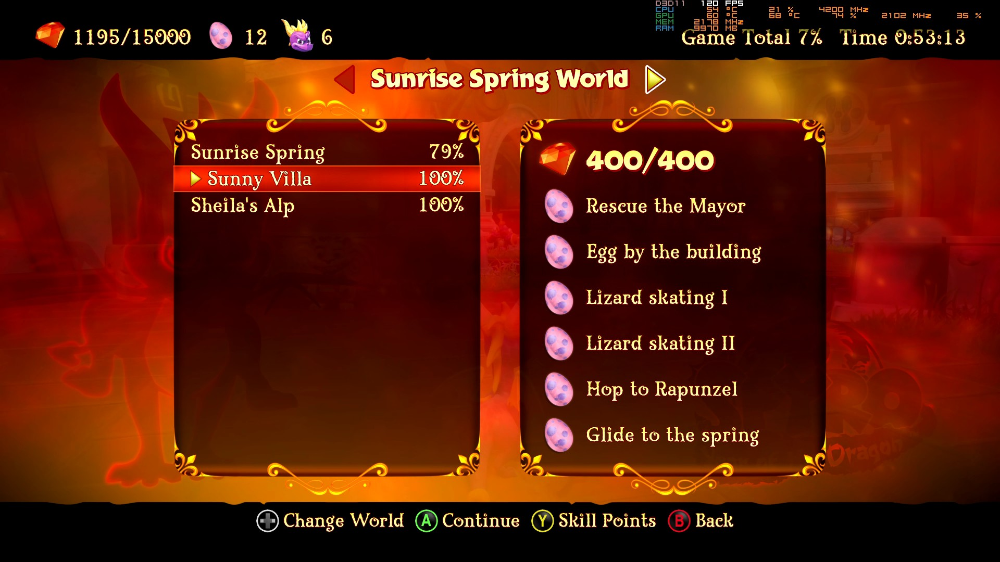 D3D11 120 FPS
CPU 54 °C 21 % 4200 MHz
GPU 60 °C 68 °C 74 % 2102 MHz 35 %
MEM 2178 MHz
RAM 9970 MB
1195/15000 12 6 Game Total 7% Time 0:53:13
Sunrise Spring World
Sunrise Spring 79%
Sunny Villa 100%
Sheila's Alp 100%
400/400
Rescue the Mayor
Egg by the building
Lizard skating I
Lizard skating II
Hop to Rapunzel
Glide to the spring
Dragon
Change World A Continue Y Skill Points B Back